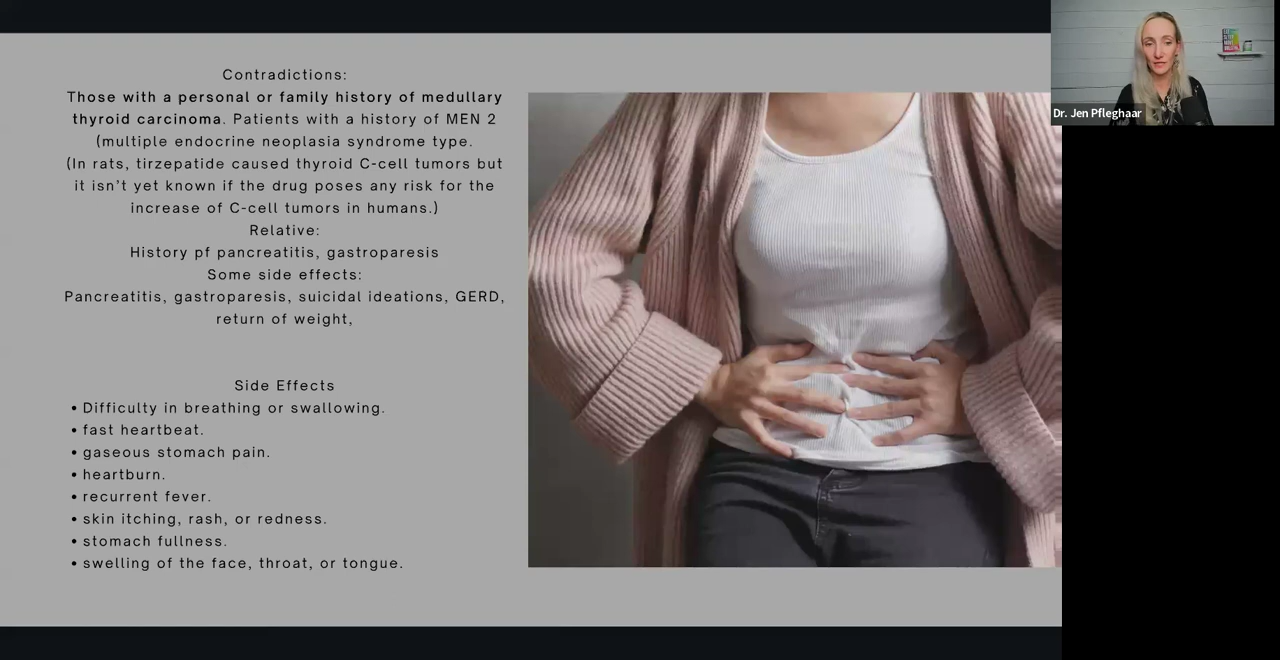 Contradictions:
Those with a personal or family history of medullary
thyroid carcinoma. Patients with a history of MEN 2
(multiple endocrine neoplasia syndrome type.
(In rats, tirzepatide caused thyroid C-cell tumors but
it isn’t yet known if the drug poses any risk for the
increase of C-cell tumors in humans.)
Relative:
History pf pancreatitis, gastroparesis
Some side effects:
Pancreatitis, gastroparesis, suicidal ideations, GERD,
return of weight,
Side Effects
• Difficulty in breathing or swallowing.
• fast heartbeat.
• gaseous stomach pain.
• heartburn.
• recurrent fever.
• skin itching, rash, or redness.
• stomach fullness.
• swelling of the face, throat, or tongue.
Dr. Jen Pfleghaar